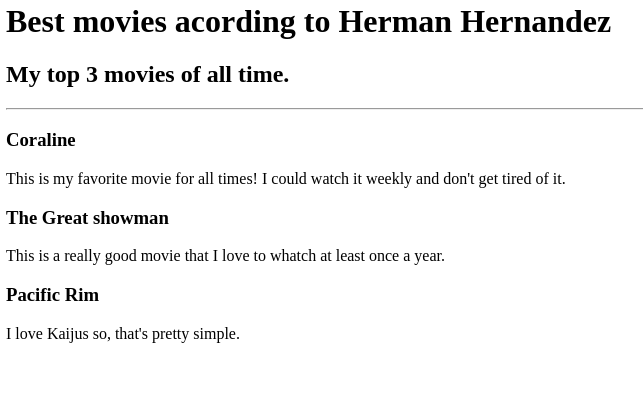 Best movies acording to Herman Hernandez
My top 3 movies of all time.
Coraline
This is my favorite movie for all times! I could watch it weekly and don't get tired of it.
The Great showman
This is a really good movie that I love to whatch at least once a year.
Pacific Rim
I love Kaijus so, that's pretty simple.